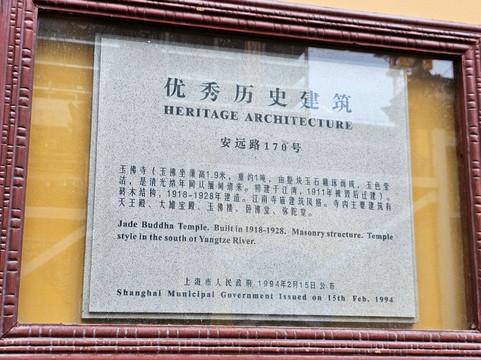 优秀历史建筑
HERITAGE ARCHITECTURE
安远路170号
玉佛寺（玉佛坐像高1.9米，重约1吨，由整块玉石雕琢而成，玉色莹
洁，是清光绪年间从缅甸请来。初建于江湾，1911年被毁后迁建）。
砖木结构，1918-1928年建造。江南寺庙建筑风格。寺内主要建筑有
天王殿、大雄宝殿、玉佛楼、卧佛堂、弥陀堂。
Jade Buddha Temple. Built in 1918-1928. Masonry structure. Temple
style in the south of Yangtze River.
上海市人民政府 1994年2月15日公布
Shanghai Municipal Government Issued on 15th Feb. 1994